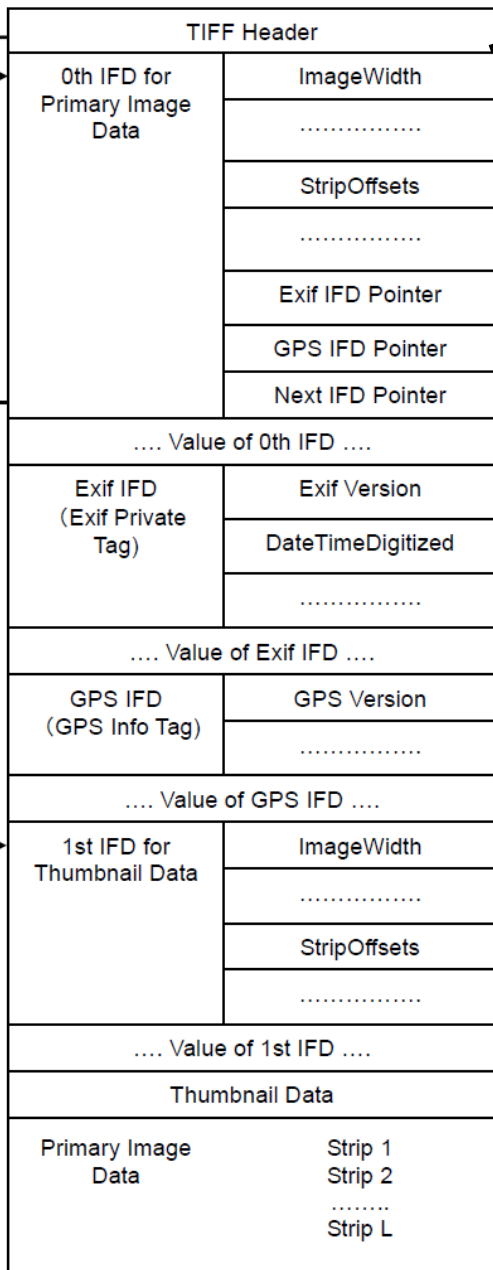 TIFF Header
0th IFD for
Primary Image
Data
ImageWidth
................
StripOffsets
................
Exif IFD Pointer
GPS IFD Pointer
Next IFD Pointer
.... Value of 0th IFD ....
Exif IFD
（Exif Private
Tag)
Exif Version
DateTimeDigitized
................
.... Value of Exif IFD ....
GPS IFD
（GPS Info Tag)
GPS Version
................
.... Value of GPS IFD ....
1st IFD for
Thumbnail Data
ImageWidth
................
StripOffsets
................
.... Value of 1st IFD ....
Thumbnail Data
Primary Image
Data
Strip 1
Strip 2
........
Strip L